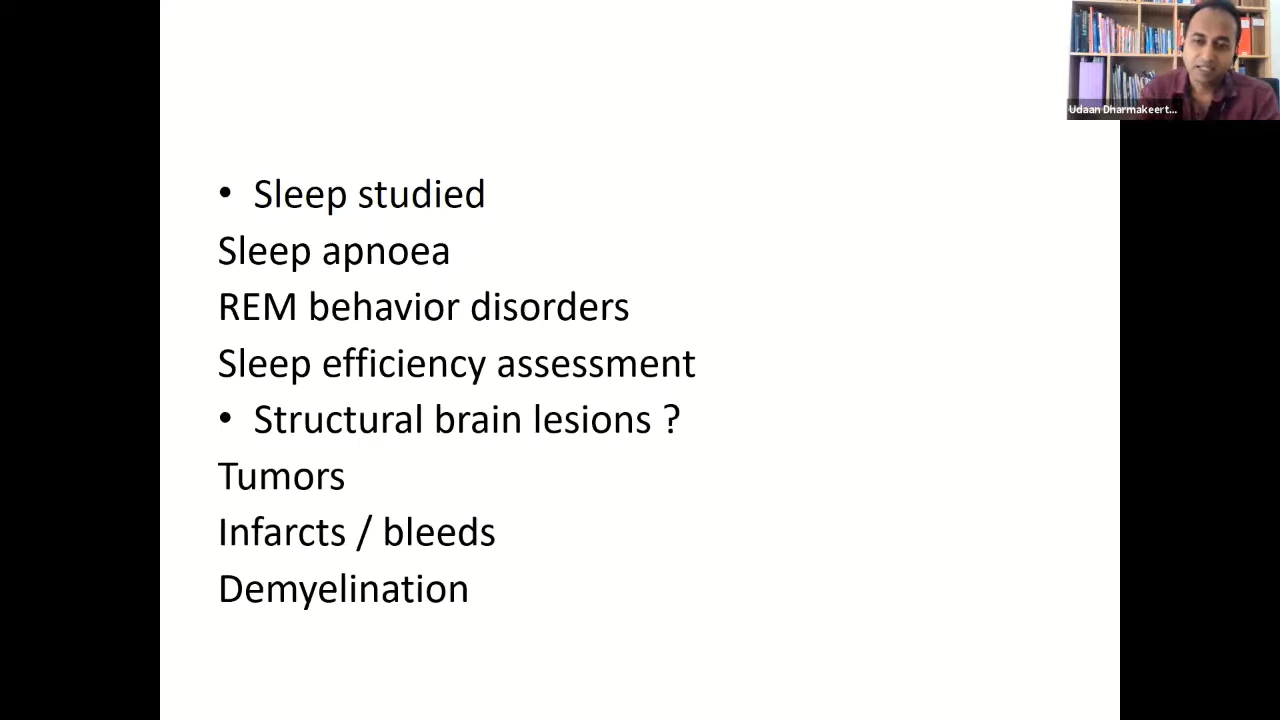 Udaan Dharmakeert...
• Sleep studied
Sleep apnoea
REM behavior disorders
Sleep efficiency assessment
• Structural brain lesions ?
Tumors
Infarcts / bleeds
Demyelination